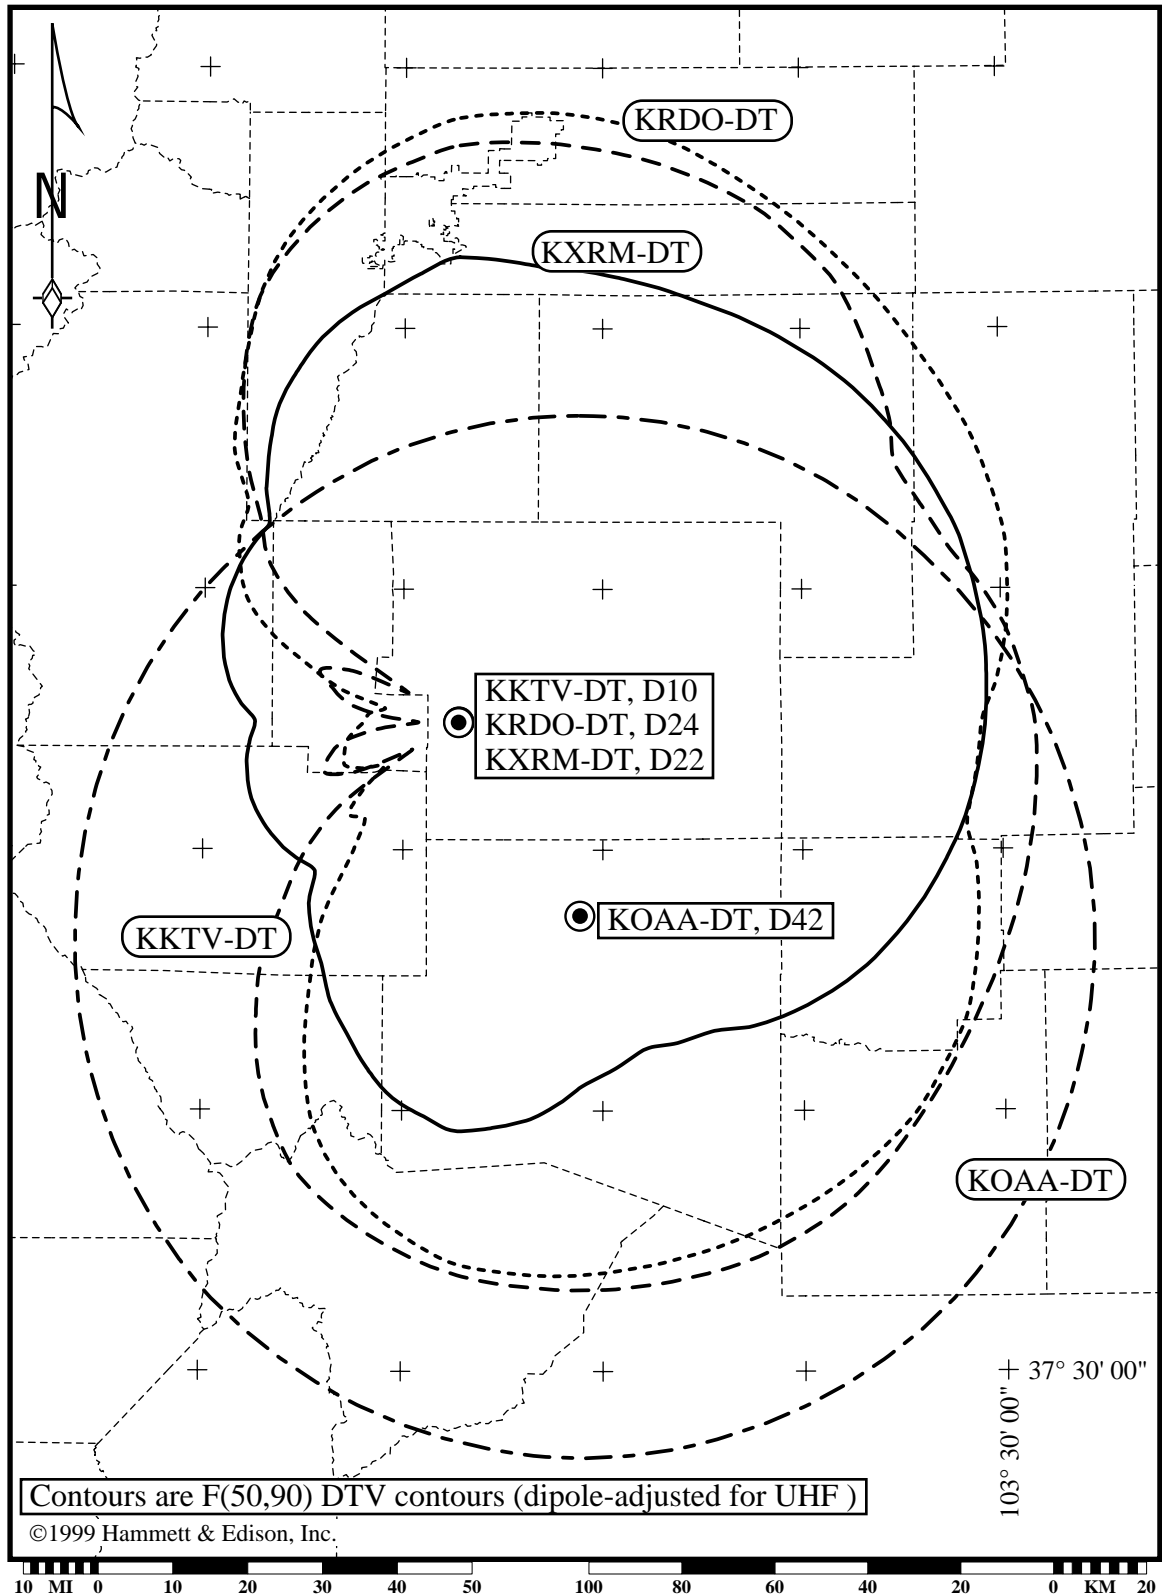 KRDO-DT
N
KXRM-DT
KKTV-DT, D10
KRDO-DT, D24
KXRM-DT, D22
KOAA-DT, D42
KKTV-DT
KOAA-DT
37° 30' 00"
103° 30' 00"
Contours are F(50,90) DTV contours (dipole-adjusted for UHF )
©1999 Hammett & Edison, Inc.
10 MI 0 10 20 30 40 50 100 80 60 40 20 0 KM 20